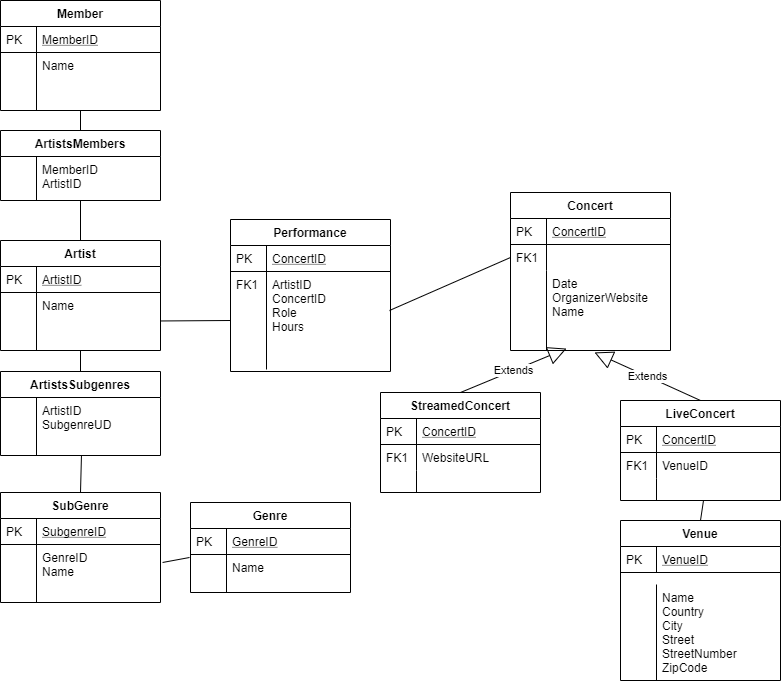 Member
PK MemberID
Name
ArtistsMembers
MemberID
ArtistID
Artist
PK ArtistID
Name
ArtistsSubgenres
ArtistID
SubgenreUD
SubGenre
PK SubgenreID
GenreID
Name
Genre
PK GenreID
Name
Performance
PK ConcertID
FK1 ArtistID
ConcertID
Role
Hours
Concert
PK ConcertID
FK1
Date
OrganizerWebsite
Name
Extends
Extends
StreamedConcert
PK ConcertID
FK1 WebsiteURL
LiveConcert
PK ConcertID
FK1 VenueID
Venue
PK VenueID
Name
Country
City
Street
StreetNumber
ZipCode